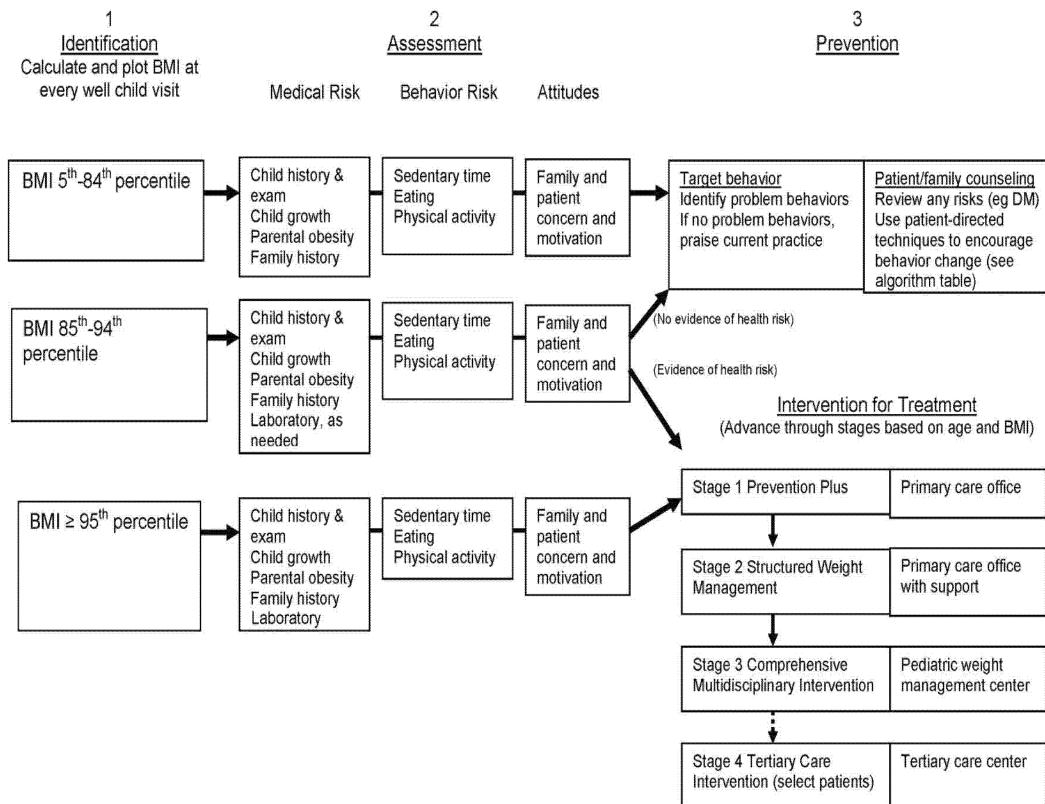 1
Identification
Calculate and plot BMI at
every well child visit
2
Assessment
Medical Risk
Behavior Risk
Attitudes
3
Prevention
BMI 5th-84th percentile
Child history &
exam
Child growth
Parental obesity
Family history
Sedentary time
Eating
Physical activity
Family and
patient
concern and
motivation
Target behavior
Identify problem behaviors
If no problem behaviors,
praise current practice
Patient/family counseling
Review any risks (eg DM)
Use patient-directed
techniques to encourage
behavior change (see
algorithm table)
BMI 85th-94th
percentile
Child history &
exam
Child growth
Parental obesity
Family history
Laboratory, as
needed
Sedentary time
Eating
Physical activity
Family and
patient
concern and
motivation
(No evidence of health risk)
(Evidence of health risk)
Intervention for Treatment
(Advance through stages based on age and BMI)
BMI ≥ 95th percentile
Child history &
exam
Child growth
Parental obesity
Family history
Laboratory
Sedentary time
Eating
Physical activity
Family and
patient
concern and
motivation
Stage 1 Prevention Plus
Primary care office
Stage 2 Structured Weight
Management
Primary care office
with support
Stage 3 Comprehensive
Multidisciplinary Intervention
Pediatric weight
management center
Stage 4 Tertiary Care
Intervention (select patients)
Tertiary care center